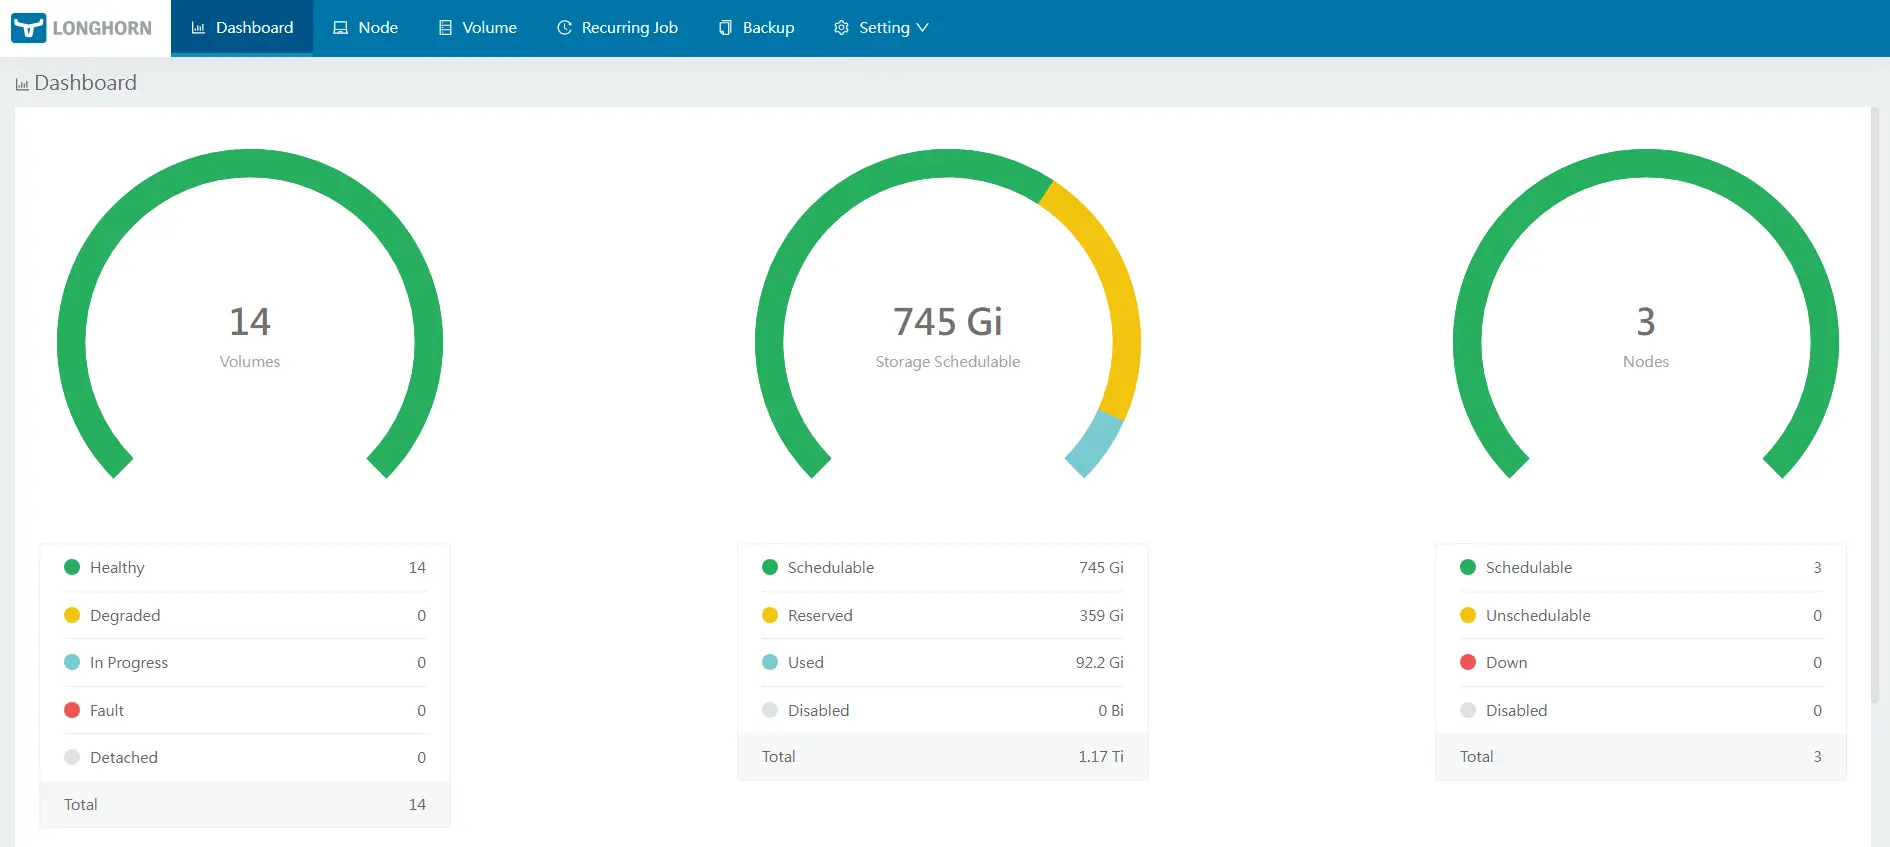 LONGHORN Dashboard Node Volume Recurring Job Backup Setting
Dashboard
14
Volumes
Healthy 14
Degraded 0
In Progress 0
Fault 0
Detached 0
Total 14
745 Gi
Storage Schedulable
Schedulable 745 Gi
Reserved 359 Gi
Used 92.2 Gi
Disabled 0 Bi
Total 1.17 Ti
3
Nodes
Schedulable 3
Unschedulable 0
Down 0
Disabled 0
Total 3